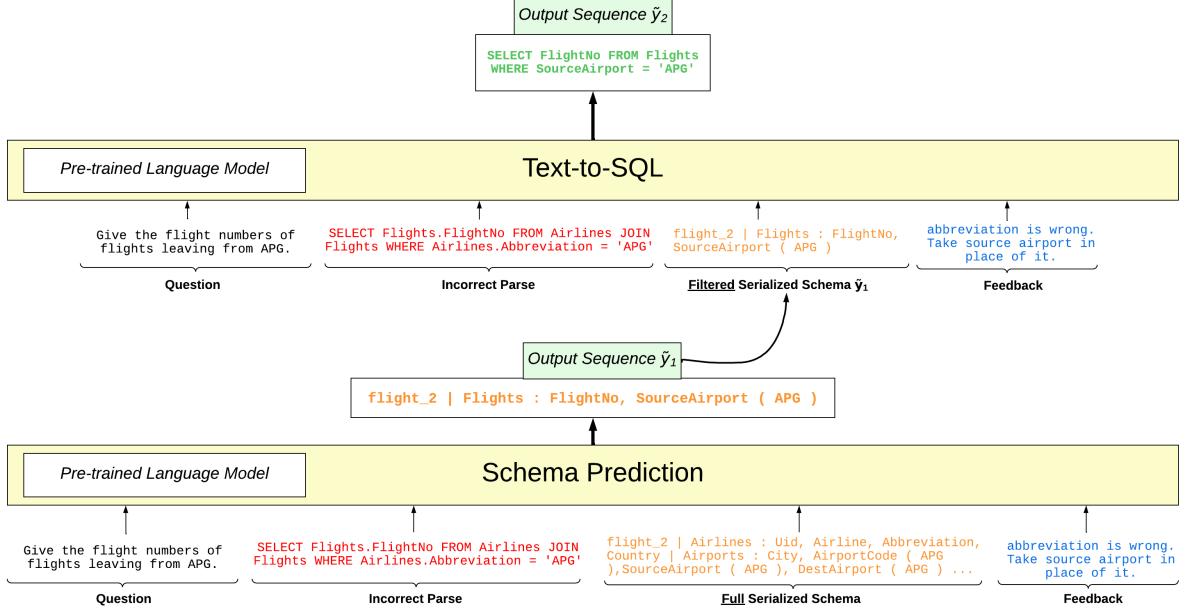 Output Sequence ỹ₂
SELECT FlightNo FROM Flights
WHERE SourceAirport = 'APG'
Pre-trained Language Model
Text-to-SQL
Give the flight numbers of
flights leaving from APG.
Question
SELECT Flights.FlightNo FROM Airlines JOIN
Flights WHERE Airlines.Abbreviation = 'APG'
Incorrect Parse
flight_2 | Flights : FlightNo,
SourceAirport ( APG )
Filtered Serialized Schema ỹ₁
abbreviation is wrong.
Take source airport in
place of it.
Feedback
Output Sequence ỹ₁
flight_2 | Flights : FlightNo, SourceAirport ( APG )
Pre-trained Language Model
Schema Prediction
Give the flight numbers of
flights leaving from APG.
Question
SELECT Flights.FlightNo FROM Airlines JOIN
Flights WHERE Airlines.Abbreviation = 'APG'
Incorrect Parse
flight_2 | Airlines : Uid, Airline, Abbreviation,
Country | Airports : City, AirportCode ( APG
),SourceAirport ( APG ), DestAirport ( APG ) ...
Full Serialized Schema
abbreviation is wrong.
Take source airport in
place of it.
Feedback